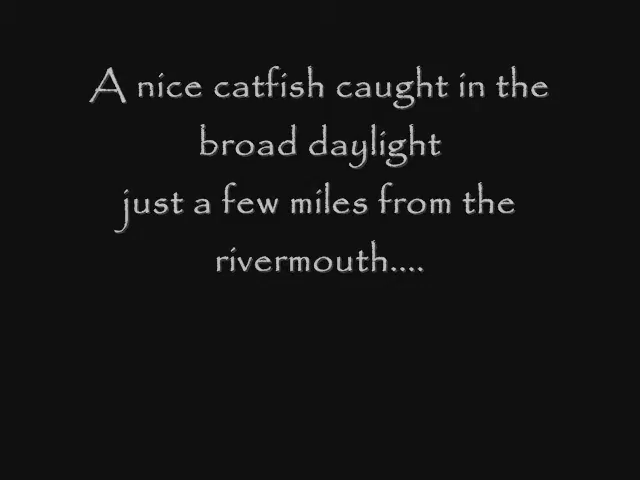 A nice catfish caught in the
broad daylight
just a few miles from the
rivermouth....